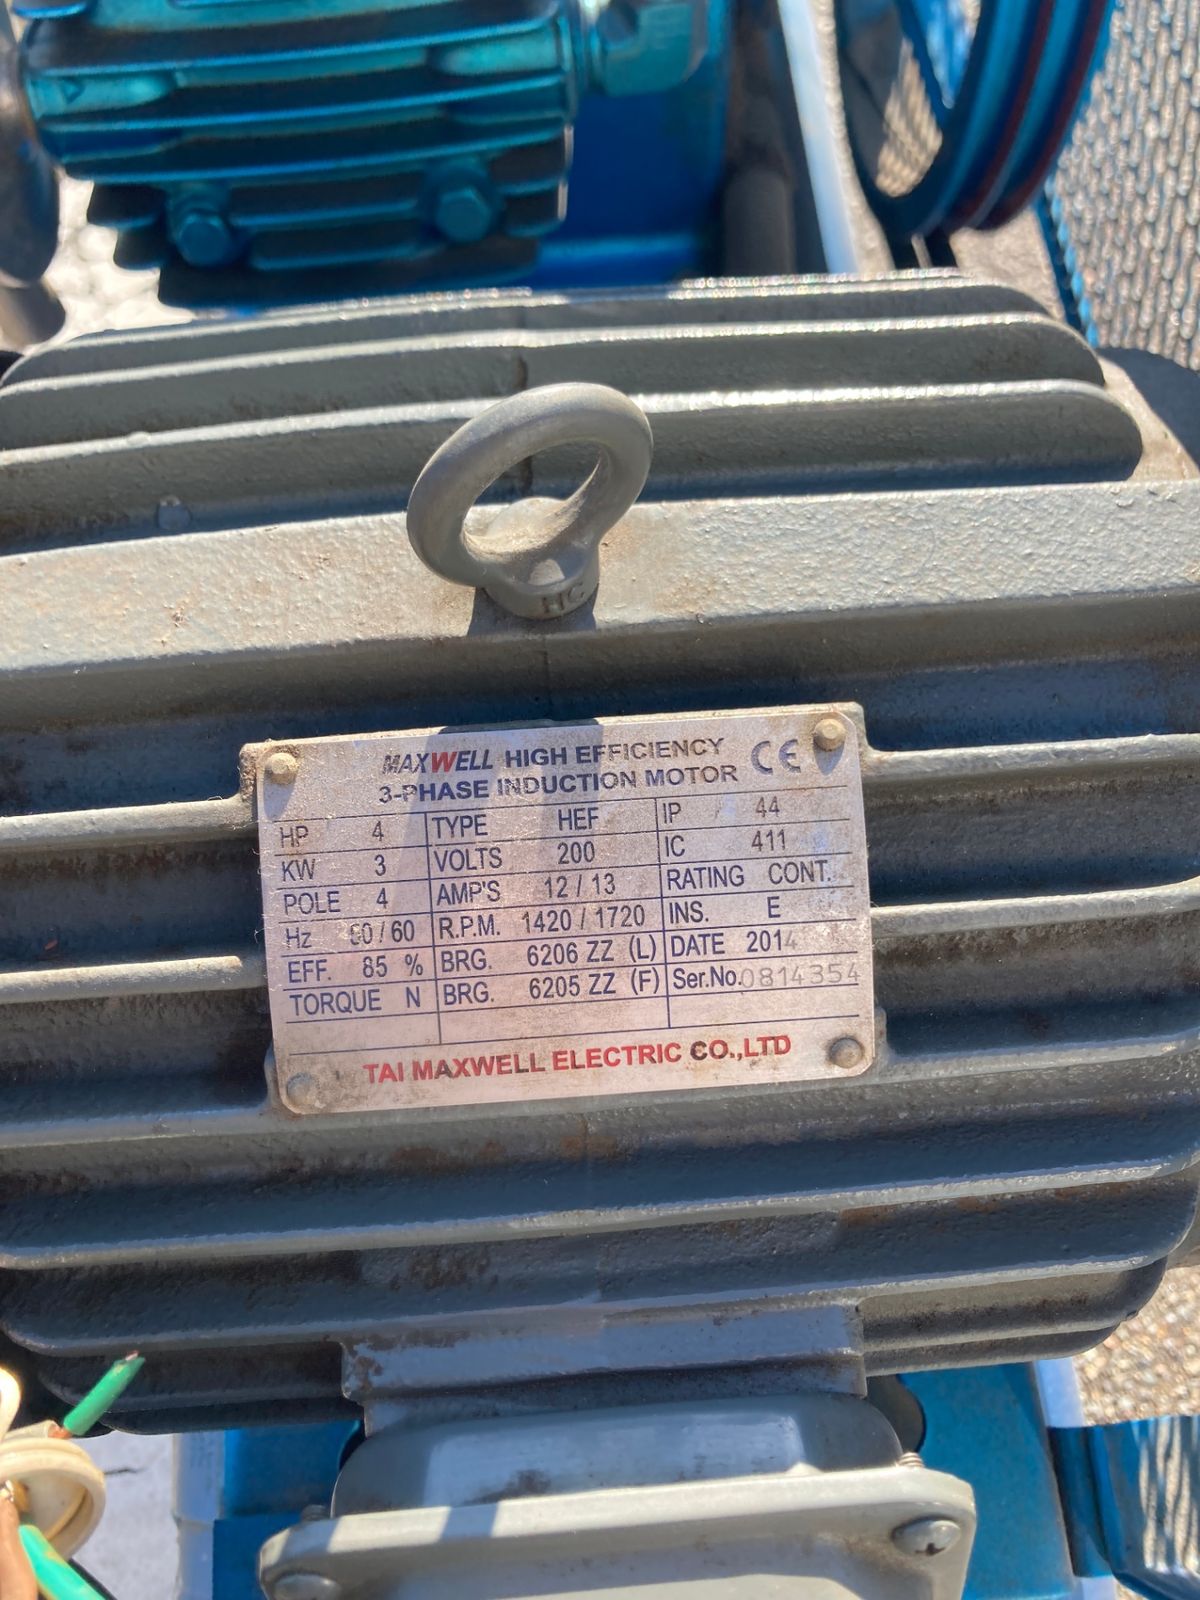 HC
MAXWELL HIGH EFFICIENCY CE
3-PHASE INDUCTION MOTOR
HP 4 TYPE HEF IP 44
KW 3 VOLTS 200 IC 411
POLE 4 AMP'S 12 / 13 RATING CONT.
Hz 50 / 60 R.P.M. 1420 / 1720 INS. E
EFF. 85 % BRG. 6206 ZZ (L) DATE 2014
TORQUE N BRG. 6205 ZZ (F) Ser.No. 0814354
TAI MAXWELL ELECTRIC CO.,LTD